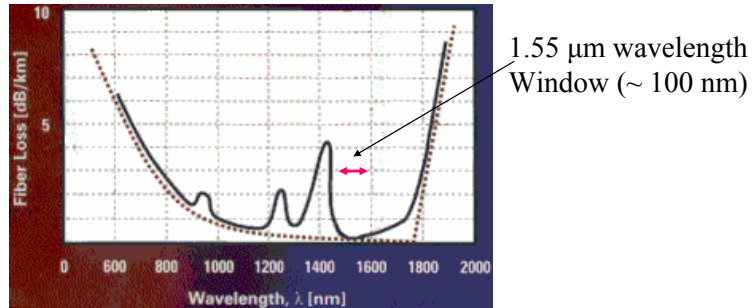 10
5
Fiber Loss [dB/km]
1.55 μm wavelength
Window (~ 100 nm)
0 600 800 1000 1200 1400 1600 1800 2000
Wavelength, λ [nm]